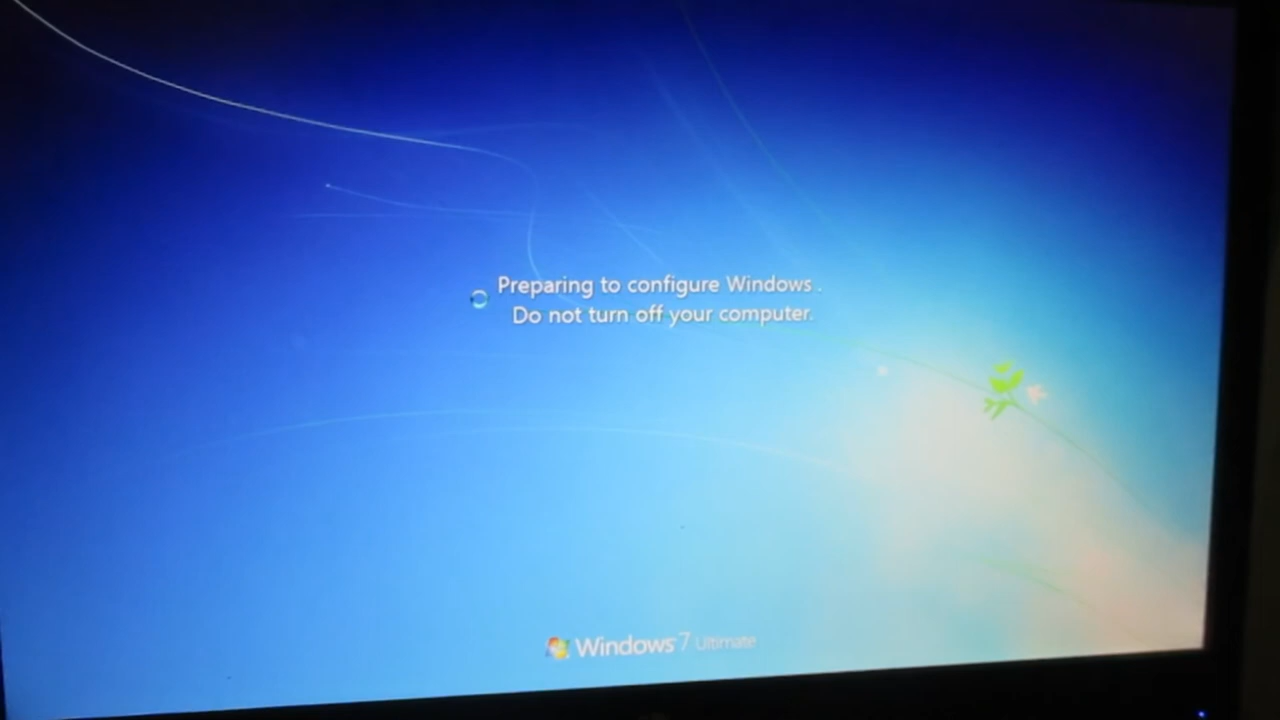 Preparing to configure Windows .
Do not turn off your computer.
Windows 7 Ultimate